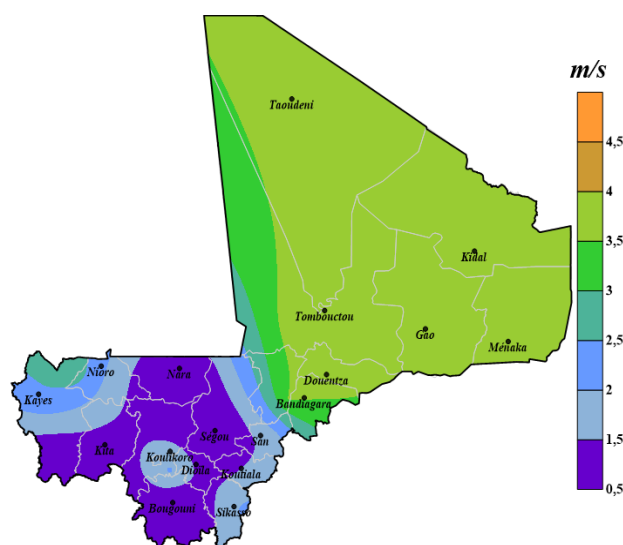 m/s
Taoudeni
4,5
4
3,5
Kidal
3
Tombouctou
Gao
Ménaka
2,5
Nioro
Nara
Douentza
2
Kayes
Bandiagara
1,5
Ségou
San
Kita
Koulikoro
Dioila
Koutiala
0,5
Bougouni
Sikasso